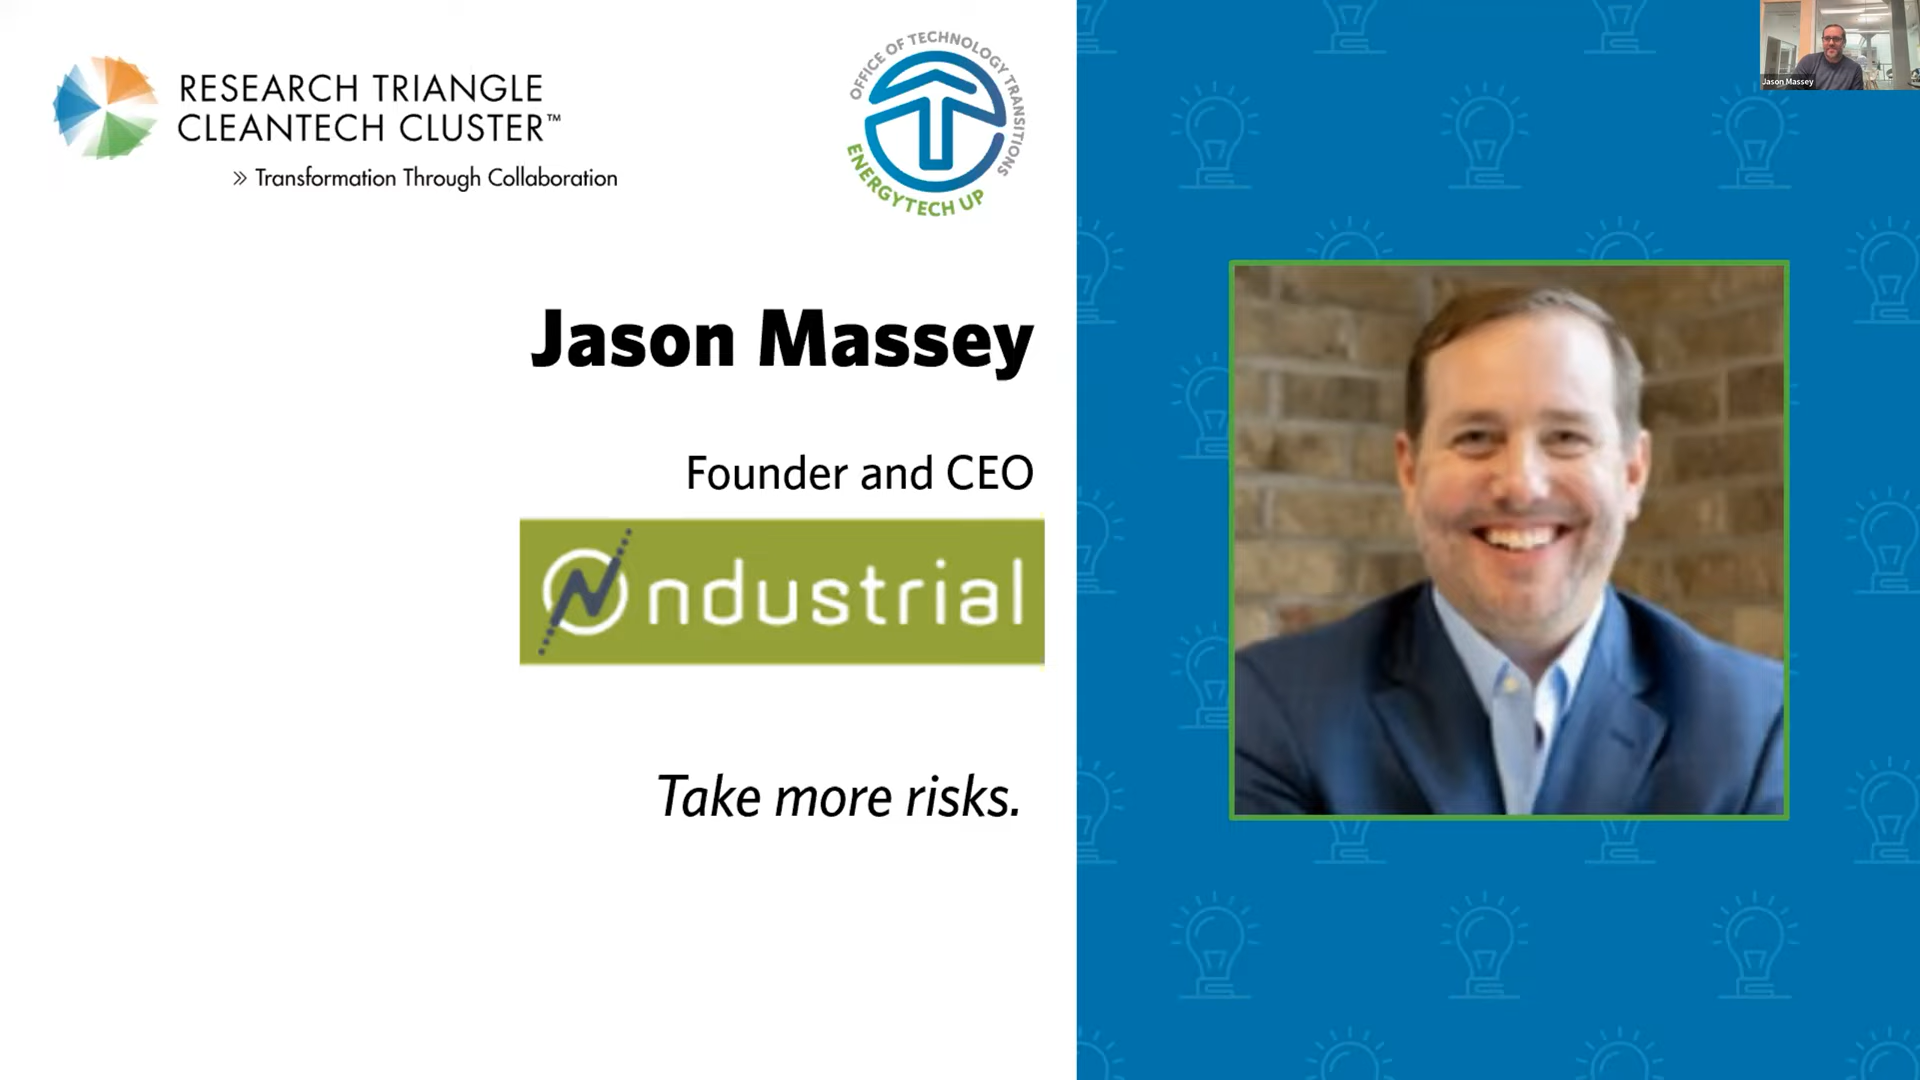 RESEARCH TRIANGLE
CLEANTECH CLUSTER™
» Transformation Through Collaboration
OFFICE OF TECHNOLOGY TRANSITIONS
ENERGYTECH UP
Jason Massey
Jason Massey
Founder and CEO
ndustrial
Take more risks.